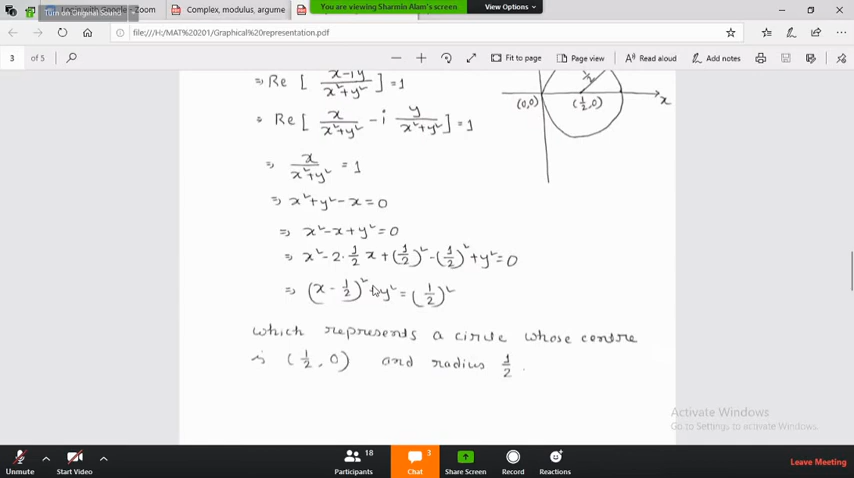 You are viewing Sharmin Alam's screen
View Options
Turn on Original Sound
Complex, modulus, argume
file:///H:/MAT%20201/Graphical%20representation.pdf
3 of 5
Fit to page
Page view
Read aloud
Add notes
⇒ Re [ (x-iy)/(x²+y²) ] = 1
• Re [ x/(x²+y²) - i y/(x²+y²) ] = 1
⇒ x/(x²+y²) = 1
⇒ x²+y²-x=0
⇒ x²-x+y²=0
⇒ x²-2·1/2 x+(1/2)²-(1/2)²+y²=0
⇒ (x-1/2)²+y²=(1/2)²
which represents a circle whose centre
is (1/2, 0) and radius 1/2.
1/2
(0,0)
(1/2,0)
x
Activate Windows
Go to Settings to activate Windows.
Unmute
Start Video
18
Participants
3
Chat
Share Screen
Record
Reactions
Leave Meeting